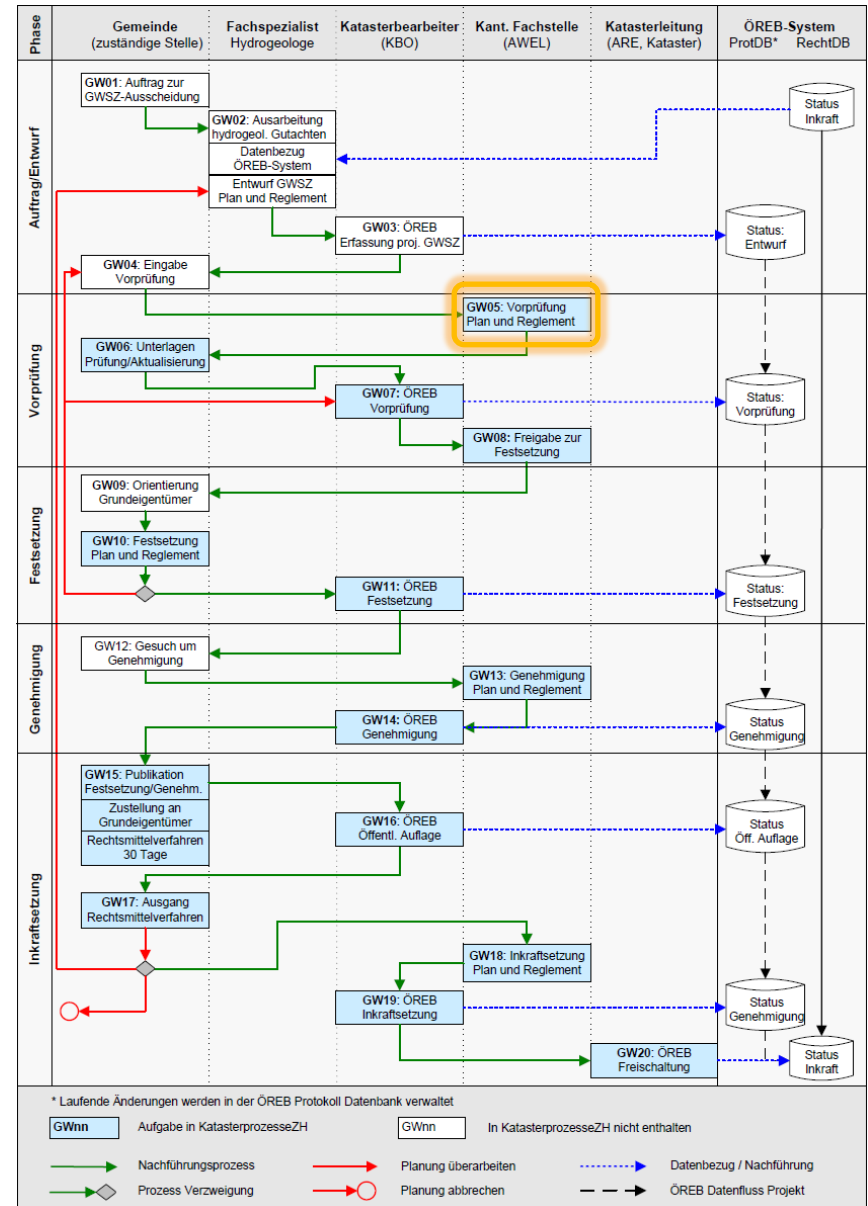 Phase
Gemeinde
(zuständige Stelle)
Fachspezialist
Hydrogeologe
Katasterbearbeiter
(KBO)
Kant. Fachstelle
(AWEL)
Katasterleitung
(ARE, Kataster)
ÖREB-System
ProtDB* RechtDB
Auftrag/Entwurf
GW01: Auftrag zur
GWSZ-Ausscheidung
Status
Inkraft
GW02: Ausarbeitung
hydrogeol. Gutachten
Datenbezug
ÖREB-System
Entwurf GWSZ
Plan und Reglement
GW03: ÖREB
Erfassung proj. GWSZ
Status:
Entwurf
GW04: Eingabe
Vorprüfung
Vorprüfung
GW05: Vorprüfung
Plan und Reglement
GW06: Unterlagen
Prüfung/Aktualisierung
GW07: ÖREB
Vorprüfung
Status:
Vorprüfung
GW08: Freigabe zur
Festsetzung
Festsetzung
GW09: Orientierung
Grundeigentümer
GW10: Festsetzung
Plan und Reglement
GW11: ÖREB
Festsetzung
Status:
Festsetzung
Genehmigung
GW12: Gesuch um
Genehmigung
GW13: Genehmigung
Plan und Reglement
GW14: ÖREB
Genehmigung
Status
Genehmigung
Inkraftsetzung
GW15: Publikation
Festsetzung/Genehm.
Zustellung an
Grundeigentümer
Rechtsmittelverfahren
30 Tage
GW16: ÖREB
Öffentl. Auflage
Status
Öff. Auflage
GW17: Ausgang
Rechtsmittelverfahren
GW18: Inkraftsetzung
Plan und Reglement
GW19: ÖREB
Inkraftsetzung
Status
Genehmigung
GW20: ÖREB
Freischaltung
Status
Inkraft
* Laufende Änderungen werden in der ÖREB Protokoll Datenbank verwaltet
GWnn Aufgabe in KatasterprozesseZH GWnn In KatasterprozesseZH nicht enthalten
Nachführungsprozess Planung überarbeiten Datenbezug / Nachführung
Prozess Verzweigung Planung abbrechen ÖREB Datenfluss Projekt